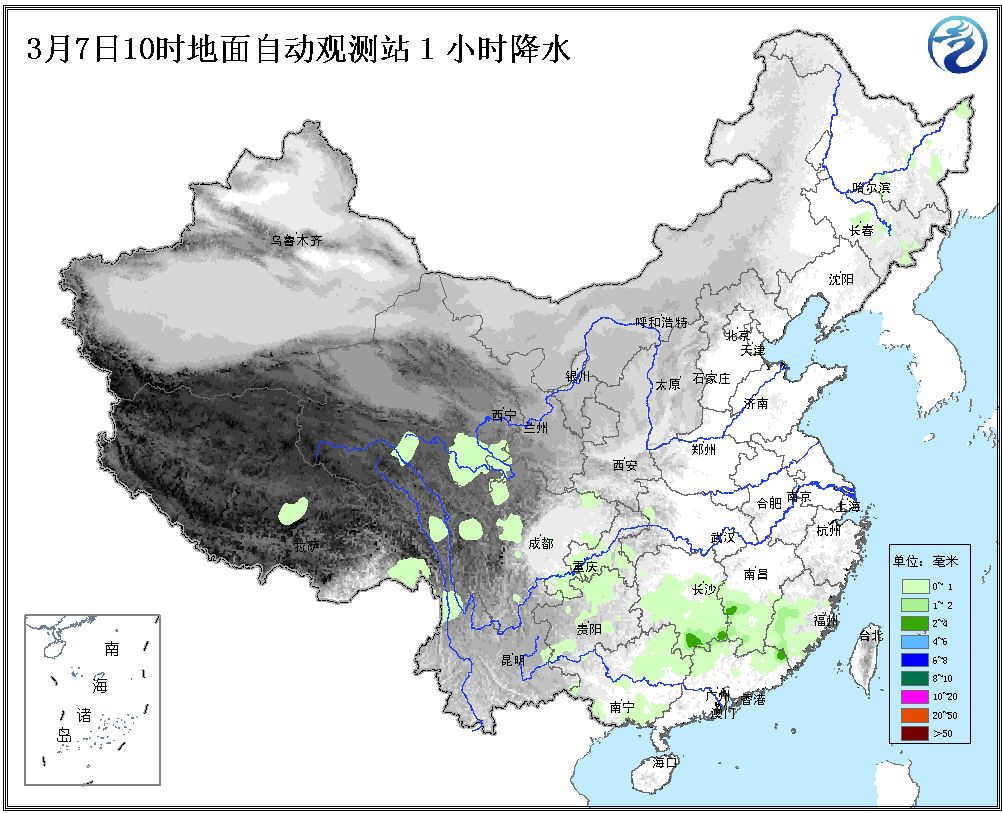 3月7日10时地面自动观测站1小时降水
哈尔滨
长春
乌鲁木齐
沈阳
呼和浩特
北京
天津
银川
太原
石家庄
济南
西宁
兰州
郑州
西安
合肥
南京
上海
拉萨
成都
武汉
杭州
重庆
南昌
长沙
贵阳
福州
台北
昆明
南宁
广州
香港
澳门
海口
南
海
诸
岛
单位：毫米
0~ 1
1~ 2
2~4
4~6
6~8
8~10
10~20
20~50
>50